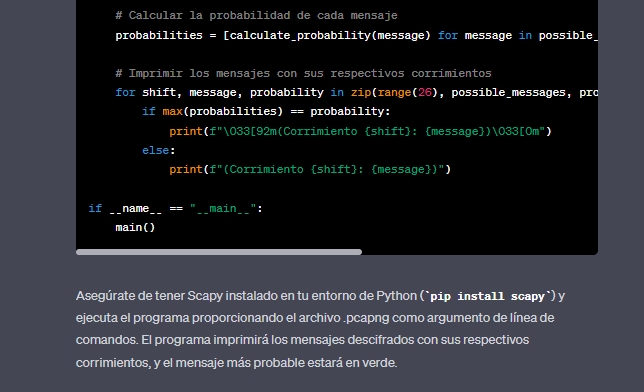 # Calcular la probabilidad de cada mensaje
probabilities = [calculate_probability(message) for message in possible_
# Imprimir los mensajes con sus respectivos corrimientos
for shift, message, probability in zip(range(26), possible_messages, pro
if max(probabilities) == probability:
print(f"\033[92m(Corrimiento {shift}: {message})\033[0m")
else:
print(f"(Corrimiento {shift}: {message})")
if __name__ == "__main__":
main()
Asegúrate de tener Scapy instalado en tu entorno de Python (`pip install scapy`) y
ejecuta el programa proporcionando el archivo .pcapng como argumento de línea de
comandos. El programa imprimirá los mensajes descifrados con sus respectivos
corrimientos, y el mensaje más probable estará en verde.